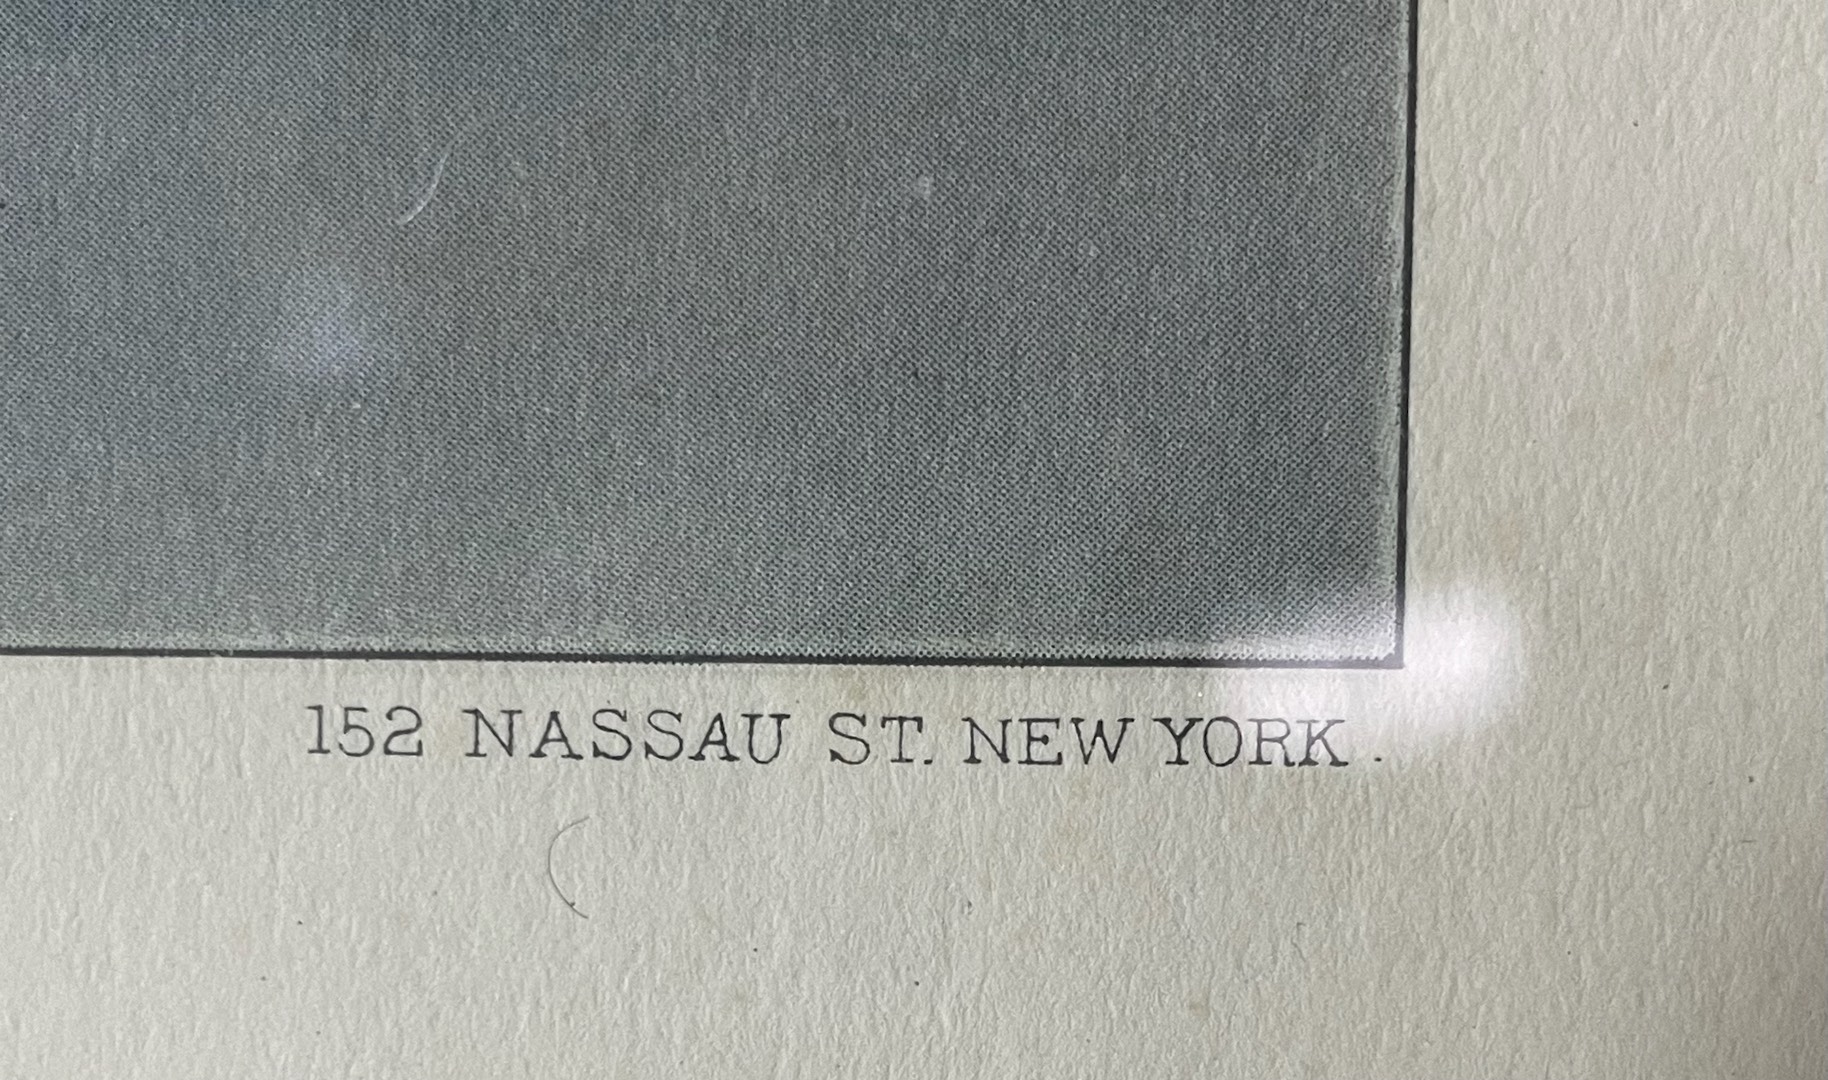 152 NASSAU ST. NEW YORK.